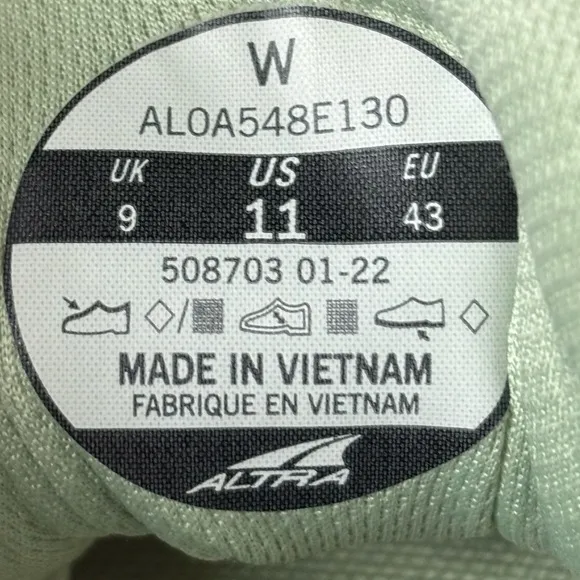 W
AL0A548E130
UK US EU
9 11 43
508703 01-22
MADE IN VIETNAM
FABRIQUE EN VIETNAM
ALTRA